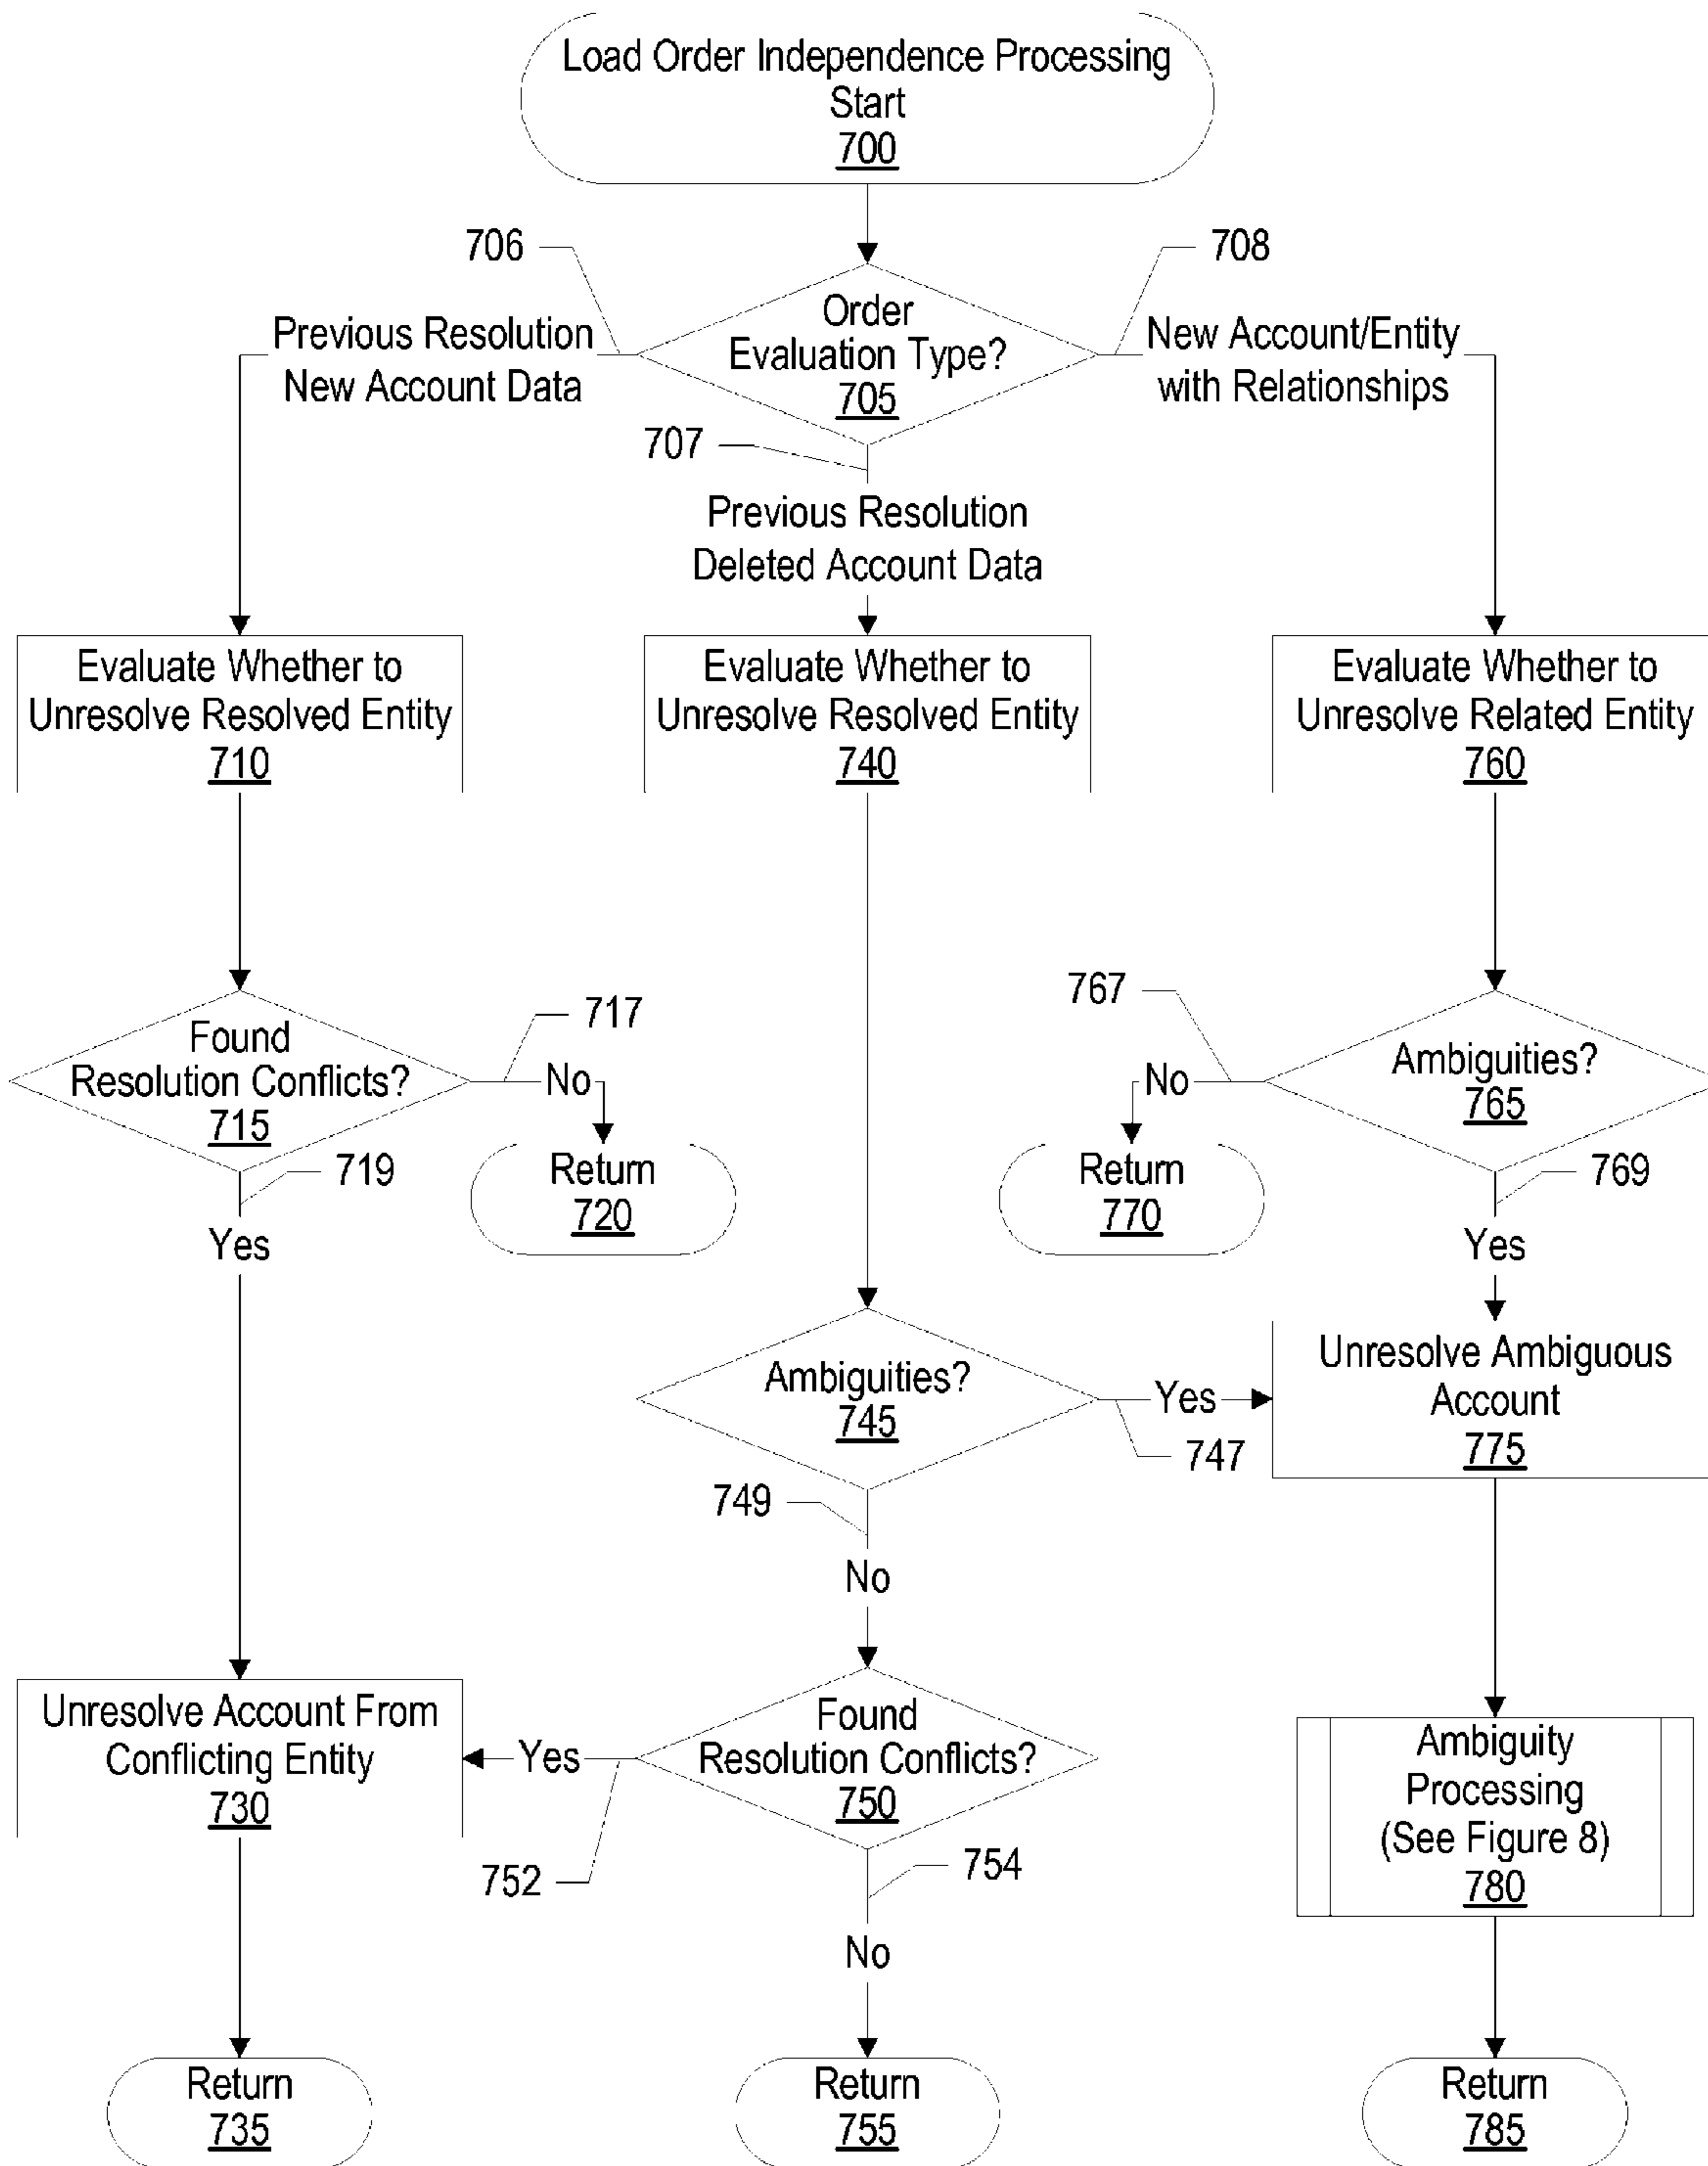 Load Order Independence Processing
Start
700
706
708
Order
Evaluation Type?
705
Previous Resolution
New Account Data
New Account/Entity
with Relationships
707
Previous Resolution
Deleted Account Data
Evaluate Whether to
Unresolve Resolved Entity
710
Evaluate Whether to
Unresolve Resolved Entity
740
Evaluate Whether to
Unresolve Related Entity
760
Found
Resolution Conflicts?
715
717
No
719
Yes
Return
720
767
No
Ambiguities?
765
Return
770
769
Yes
Ambiguities?
745
Yes
747
Unresolve Ambiguous
Account
775
749
No
Unresolve Account From
Conflicting Entity
730
Yes
752
Found
Resolution Conflicts?
750
754
No
Ambiguity
Processing
(See Figure 8)
780
Return
735
Return
755
Return
785